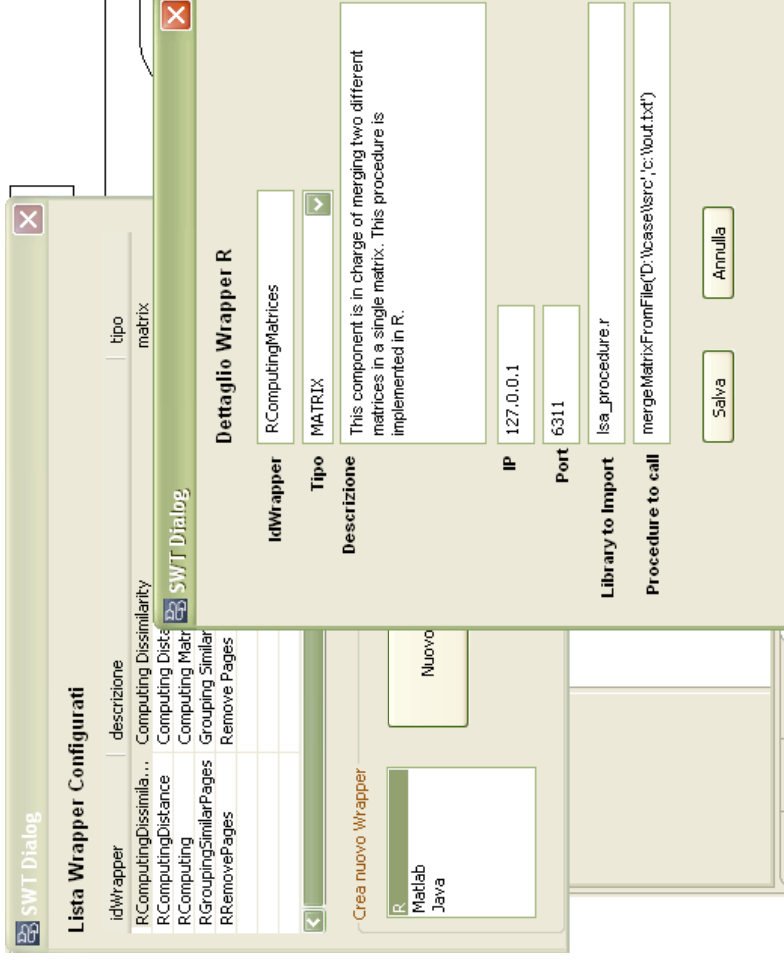 SWT Dialog
Lista Wrapper Configurati
idWrapper descrizione tipo
RComputingDissimila... Computing Dissimilarity matrix
RComputingDistance Computing Dista
RComputing Computing Matr
RGroupingSimilarPages Grouping Similar
RRemovePages Remove Pages
Crea nuovo Wrapper
R
Matlab
Java
Nuovo
SWT Dialog
Dettaglio Wrapper R
IdWrapper RComputingMatrices
Tipo MATRIX
Descrizione This component is in charge of merging two different
matrices in a single matrix. This procedure is
implemented in R.
IP 127.0.0.1
Port 6311
Library to Import lsa_procedure.r
Procedure to call mergeMatrixFromFile('D:\\case\\src','c:\\out.txt')
Salva Annulla